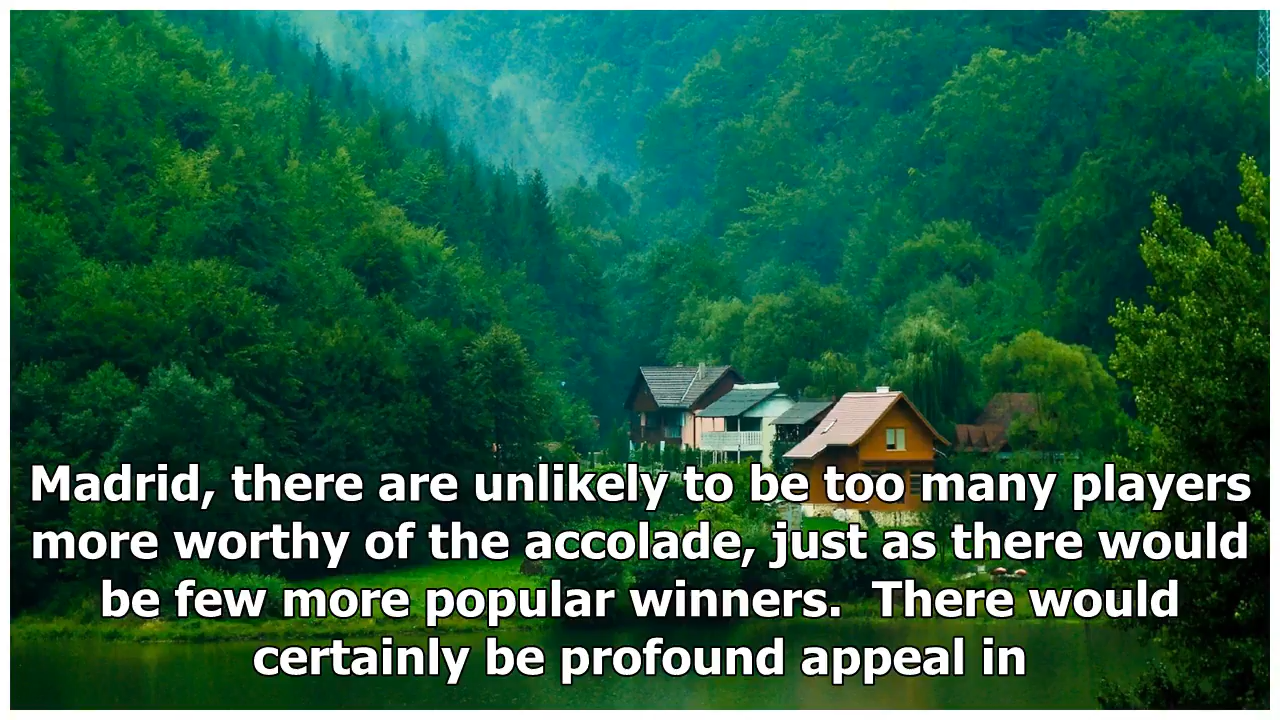 Madrid, there are unlikely to be too many players
more worthy of the accolade, just as there would
be few more popular winners.  There would
certainly be profound appeal in